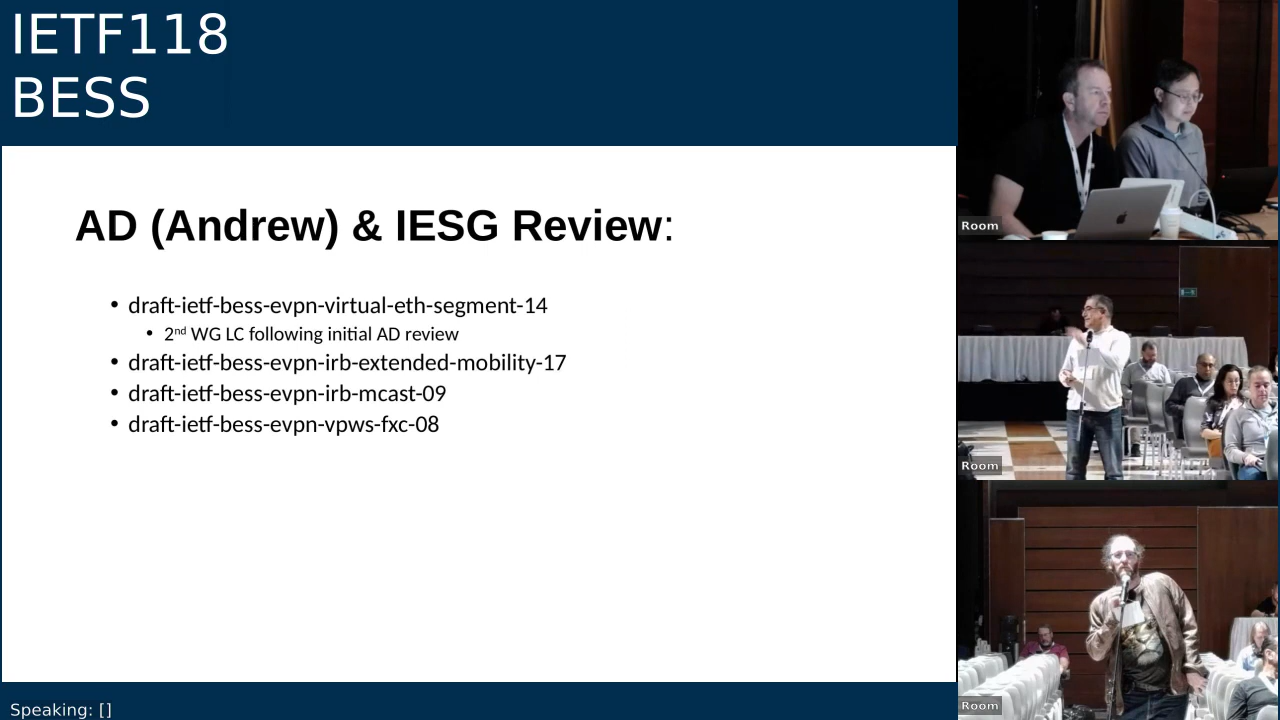 IETF118
BESS
AD (Andrew) & IESG Review:
• draft-ietf-bess-evpn-virtual-eth-segment-14
• 2nd WG LC following initial AD review
• draft-ietf-bess-evpn-irb-extended-mobility-17
• draft-ietf-bess-evpn-irb-mcast-09
• draft-ietf-bess-evpn-vpws-fxc-08
Speaking: []
Room
Room
Room